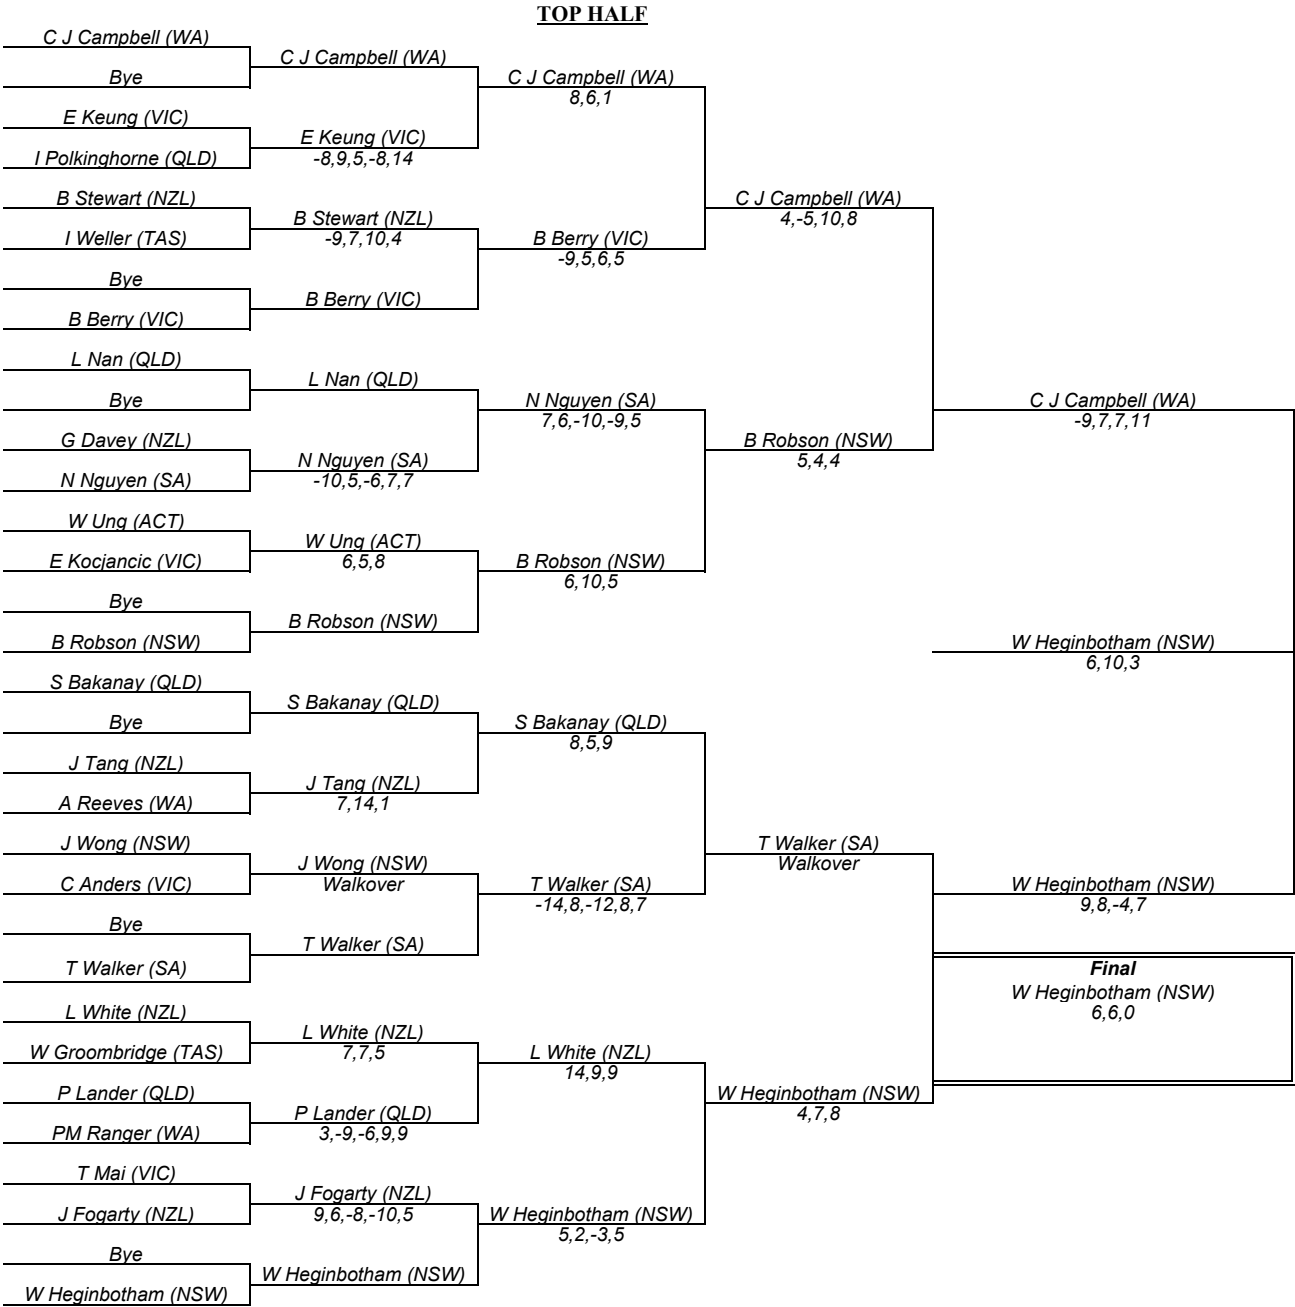 TOP HALF
C J Campbell (WA)
C J Campbell (WA)
Bye
C J Campbell (WA)
8,6,1
E Keung (VIC)
E Keung (VIC)
-8,9,5,-8,14
I Polkinghorne (QLD)
B Stewart (NZL)
C J Campbell (WA)
4,-5,10,8
B Stewart (NZL)
-9,7,10,4
I Weller (TAS)
B Berry (VIC)
-9,5,6,5
Bye
B Berry (VIC)
B Berry (VIC)
L Nan (QLD)
L Nan (QLD)
Bye
N Nguyen (SA)
7,6,-10,-9,5
C J Campbell (WA)
-9,7,7,11
G Davey (NZL)
B Robson (NSW)
5,4,4
N Nguyen (SA)
-10,5,-6,7,7
N Nguyen (SA)
W Ung (ACT)
W Ung (ACT)
6,5,8
E Kocjancic (VIC)
B Robson (NSW)
6,10,5
Bye
B Robson (NSW)
B Robson (NSW)
W Heginbotham (NSW)
6,10,3
S Bakanay (QLD)
S Bakanay (QLD)
Bye
S Bakanay (QLD)
8,5,9
J Tang (NZL)
J Tang (NZL)
7,14,1
A Reeves (WA)
J Wong (NSW)
T Walker (SA)
Walkover
J Wong (NSW)
Walkover
C Anders (VIC)
T Walker (SA)
-14,8,-12,8,7
W Heginbotham (NSW)
9,8,-4,7
Bye
T Walker (SA)
T Walker (SA)
Final
W Heginbotham (NSW)
6,6,0
L White (NZL)
L White (NZL)
7,7,5
W Groombridge (TAS)
L White (NZL)
14,9,9
P Lander (QLD)
W Heginbotham (NSW)
4,7,8
P Lander (QLD)
3,-9,-6,9,9
PM Ranger (WA)
T Mai (VIC)
J Fogarty (NZL)
9,6,-8,-10,5
J Fogarty (NZL)
W Heginbotham (NSW)
5,2,-3,5
Bye
W Heginbotham (NSW)
W Heginbotham (NSW)